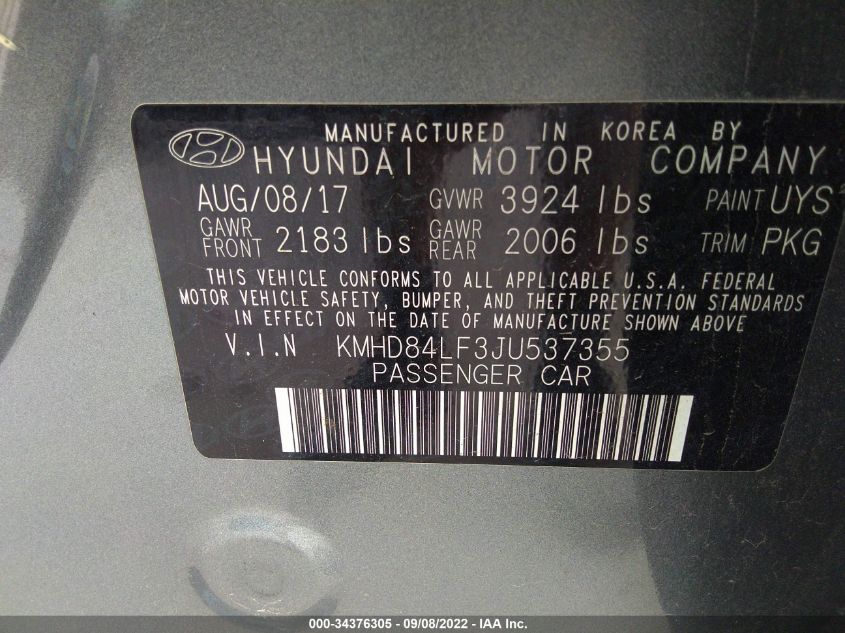 MANUFACTURED IN KOREA BY
HYUNDAI MOTOR COMPANY
AUG/08/17 GVWR 3924 lbs PAINT UYS
GAWR FRONT 2183 lbs GAWR REAR 2006 lbs TRIM PKG
THIS VEHICLE CONFORMS TO ALL APPLICABLE U.S.A. FEDERAL
MOTOR VEHICLE SAFETY, BUMPER, AND THEFT PREVENTION STANDARDS
IN EFFECT ON THE DATE OF MANUFACTURE SHOWN ABOVE
V.I.N KMHD84LF3JU537355
PASSENGER CAR
000-34376305 - 09/08/2022 - IAA Inc.